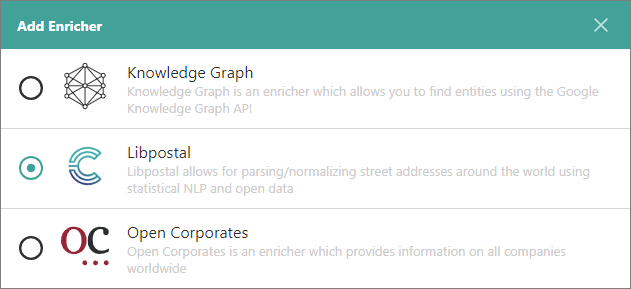 Add Enricher
Knowledge Graph
Knowledge Graph is an enricher which allows you to find entities using the Google
Knowledge Graph API
Libpostal
Libpostal allows for parsing/normalizing street addresses around the world using
statistical NLP and open data
OC
Open Corporates
Open Corporates is an enricher which provides information on all companies
worldwide